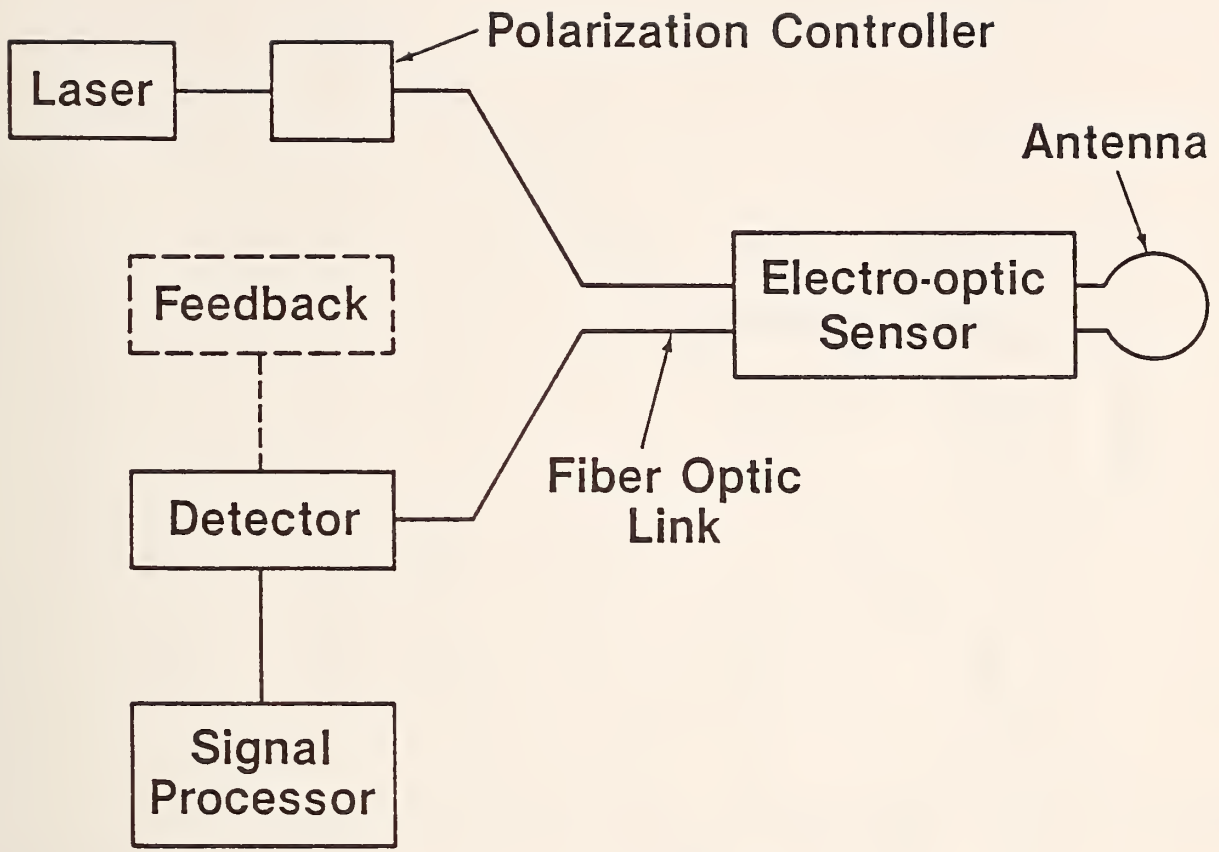 Polarization Controller
Laser
Antenna
Electro-optic
Sensor
Feedback
Fiber Optic
Link
Detector
Signal
Processor